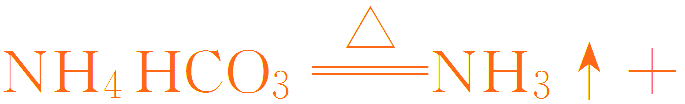 NH₄HCO₃ ≜ NH₃ ↑ +